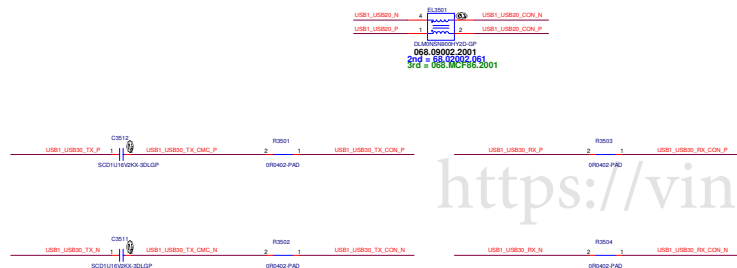 EL3501
USB1_USB20_N 4 USB1_USB20_CON_N
USB1_USB20_P 1 2 USB1_USB20_CON_P
DLM0NSN900HY2D-GP
068.09002.2001
2nd = 68.02002.061
3rd = 068.MCF86.2001
C3512 R3501 R3503
USB1_USB30_TX_P 1 USB1_USB30_TX_CMC_P 2 1 USB1_USB30_TX_CON_P USB1_USB30_RX_P 2 1 USB1_USB30_RX_CON_P
SCD1U16V2KX-3DLGP 0R0402-PAD 0R0402-PAD
https://vin
C3511 R3502 R3504
USB1_USB30_TX_N 1 USB1_USB30_TX_CMC_N 2 1 USB1_USB30_TX_CON_N USB1_USB30_RX_N 2 1 USB1_USB30_RX_CON_N
SCD1U16V2KX-3DLGP 0R0402-PAD 0R0402-PAD